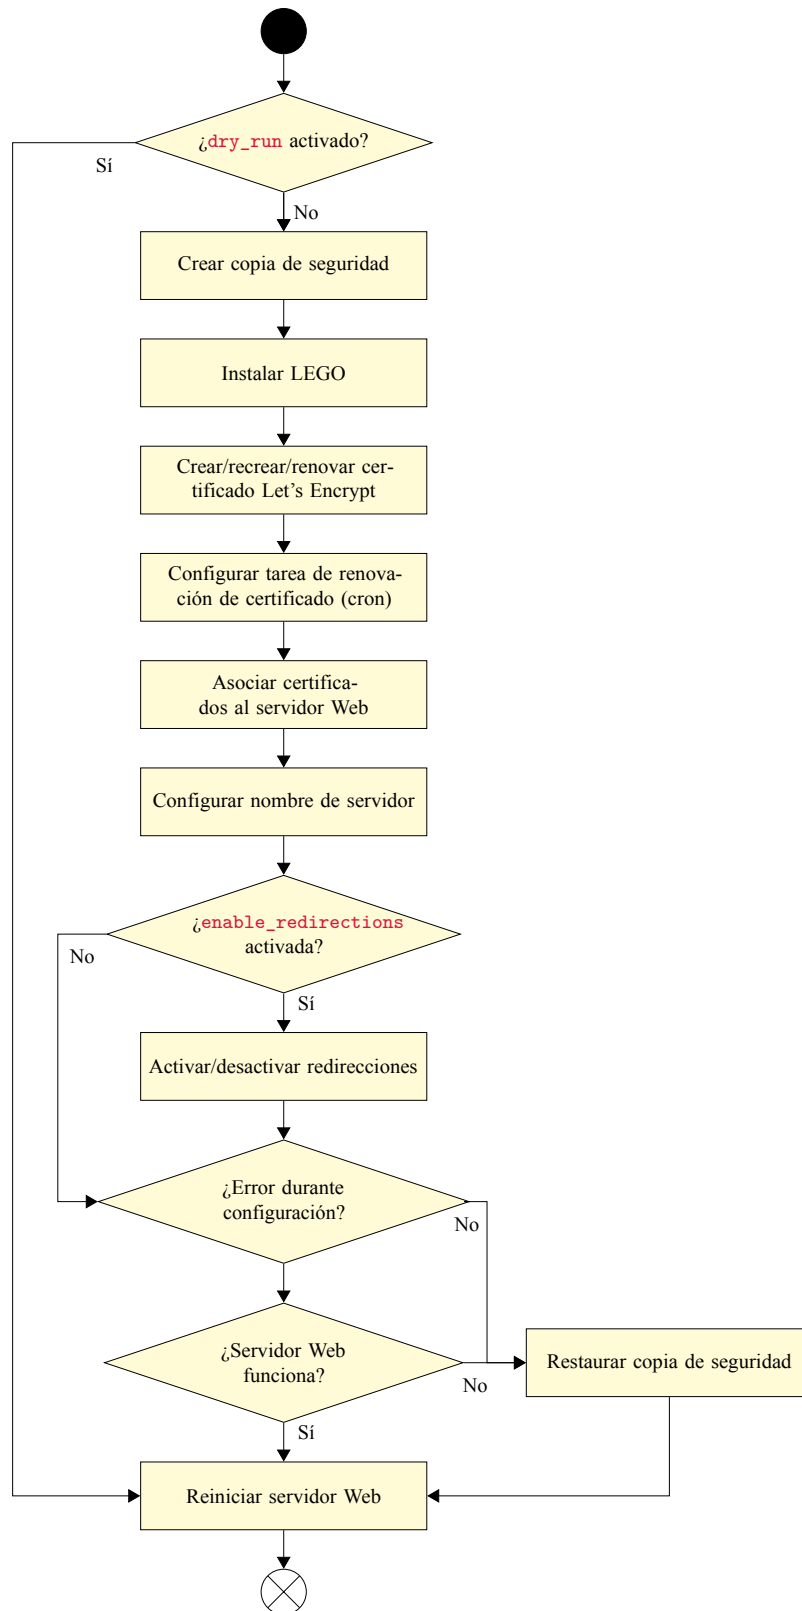 ¿dry_run activado?
Sí
No
Crear copia de seguridad
Instalar LEGO
Crear/recrear/renovar cer-
tificado Let’s Encrypt
Configurar tarea de renova-
ción de certificado (cron)
Asociar certifica-
dos al servidor Web
Configurar nombre de servidor
¿enable_redirections
activada?
No
Sí
Activar/desactivar redirecciones
¿Error durante
configuración?
No
¿Servidor Web
funciona?
No
Restaurar copia de seguridad
Sí
Reiniciar servidor Web